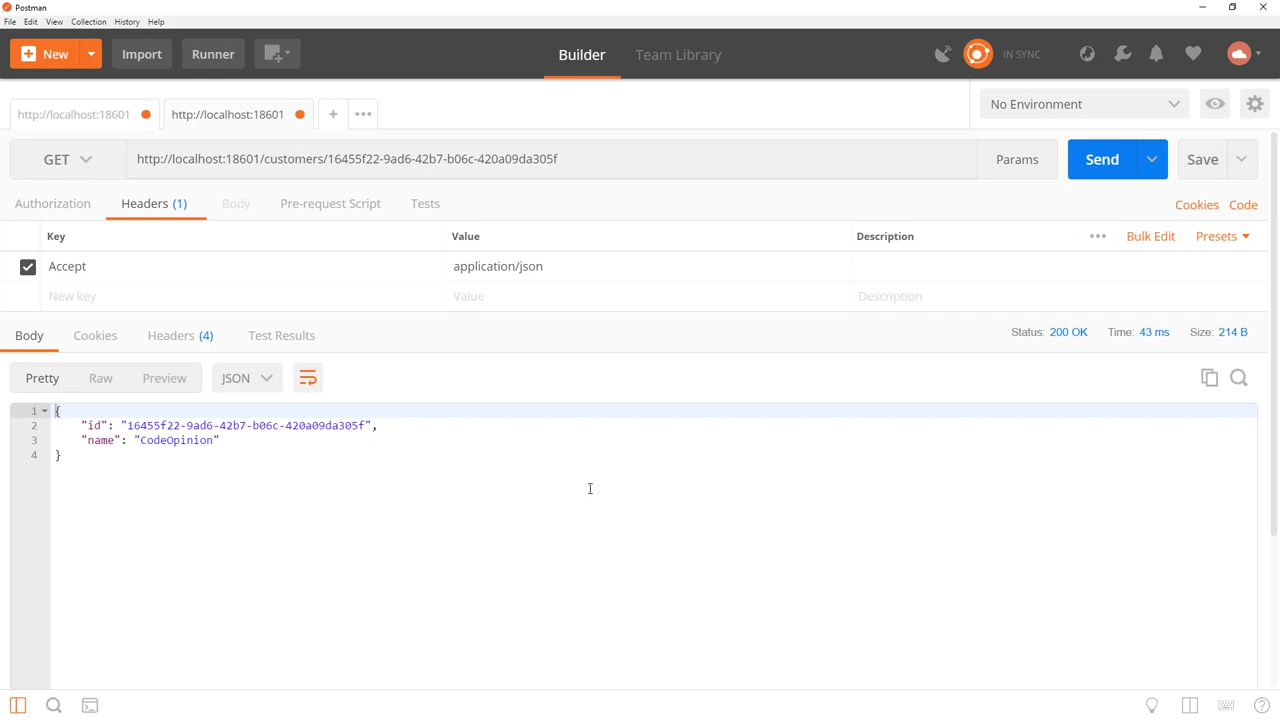 Postman
File Edit View Collection History Help
New Import Runner Builder Team Library IN SYNC
http://localhost:18601 http://localhost:18601 + ••• No Environment
GET http://localhost:18601/customers/16455f22-9ad6-42b7-b06c-420a09da305f Params Send Save
Authorization Headers (1) Body Pre-request Script Tests Cookies Code
Key Value Description ••• Bulk Edit Presets
Accept application/json
New key Value Description
Body Cookies Headers (4) Test Results Status: 200 OK Time: 43 ms Size: 214 B
Pretty Raw Preview JSON
1 {
2 "id": "16455f22-9ad6-42b7-b06c-420a09da305f",
3 "name": "CodeOpinion"
4 }